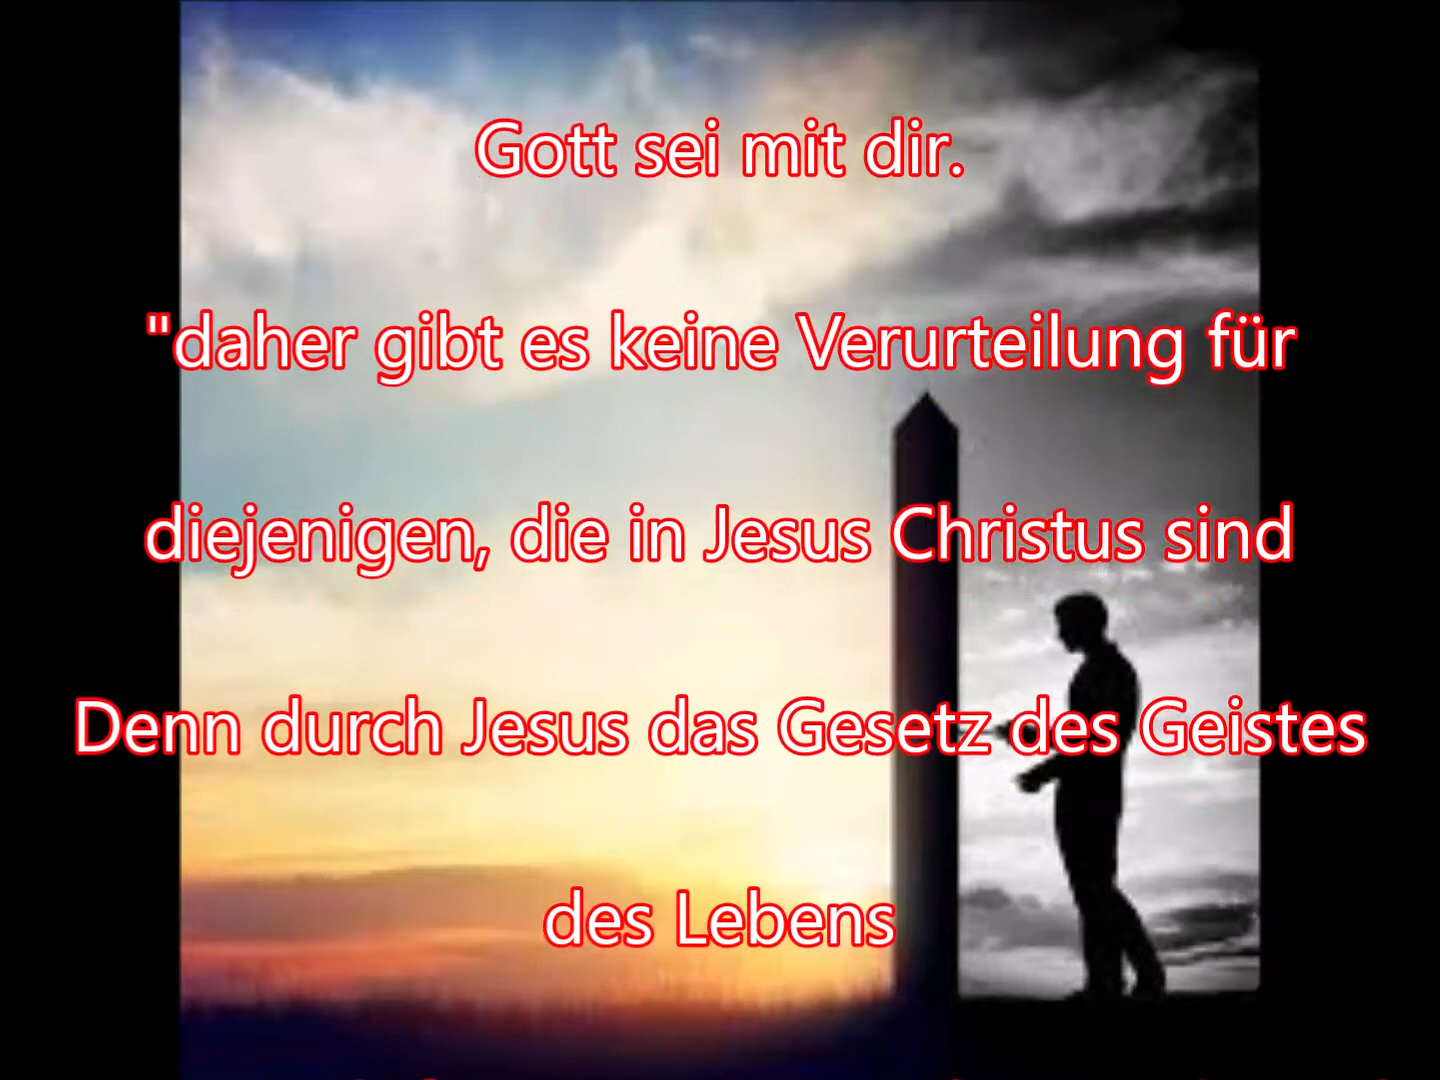 Gott sei mit dir.
"daher gibt es keine Verurteilung für
diejenigen, die in Jesus Christus sind
Denn durch Jesus das Gesetz des Geistes
des Lebens